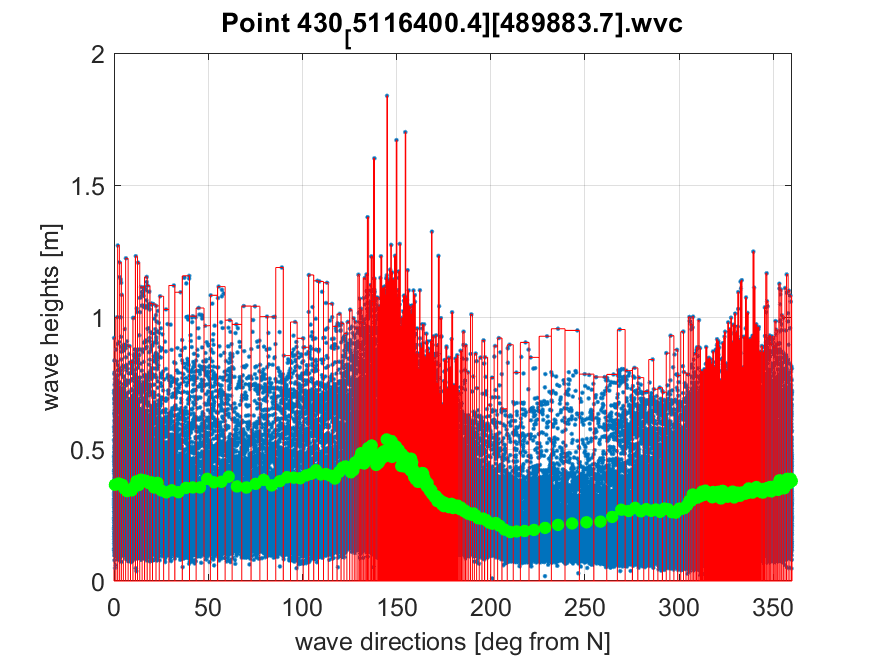 Point 430[5116400.4][489883.7].wvc
2
1.5
1
0.5
0
wave heights [m]
0 50 100 150 200 250 300 350
wave directions [deg from N]